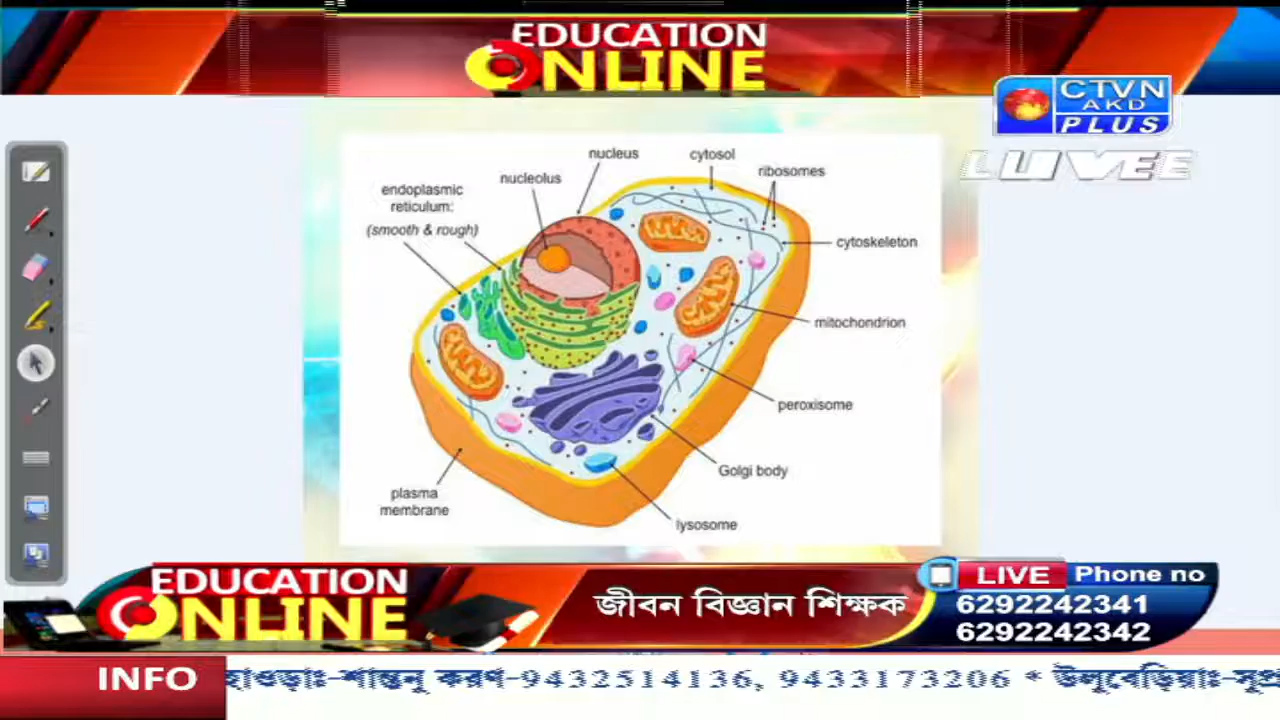 EDUCATION
ONLINE
CTVN
AKD
PLUS
LUVEE
nucleus
cytosol
nucleolus
ribosomes
endoplasmic
reticulum:
(smooth & rough)
cytoskeleton
mitochondrion
peroxisome
Golgi body
plasma
membrane
lysosome
EDUCATION
ONLINE
জীবন বিজ্ঞান শিক্ষক
LIVE Phone no
6292242341
6292242342
INFO হাওড়াঃ-শান্তনু করণ-9432514136, 9433173206 * উলুবেড়িয়াঃ-সুপ্র